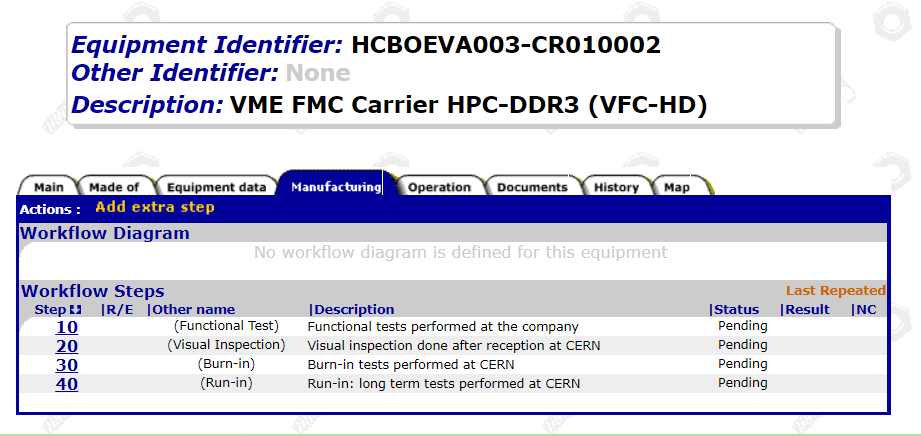 Equipment Identifier: HCBOEVA003-CR010002
Other Identifier: None
Description: VME FMC Carrier HPC-DDR3 (VFC-HD)
Main Made of Equipment data Manufacturing Operation Documents History Map
Actions : Add extra step
Workflow Diagram
No workflow diagram is defined for this equipment
Workflow Steps Last Repeated
Step |R/E |Other name |Description |Status |Result |NC
10 (Functional Test) Functional tests performed at the company Pending
20 (Visual Inspection) Visual inspection done after reception at CERN Pending
30 (Burn-in) Burn-in tests performed at CERN Pending
40 (Run-in) Run-in: long term tests performed at CERN Pending